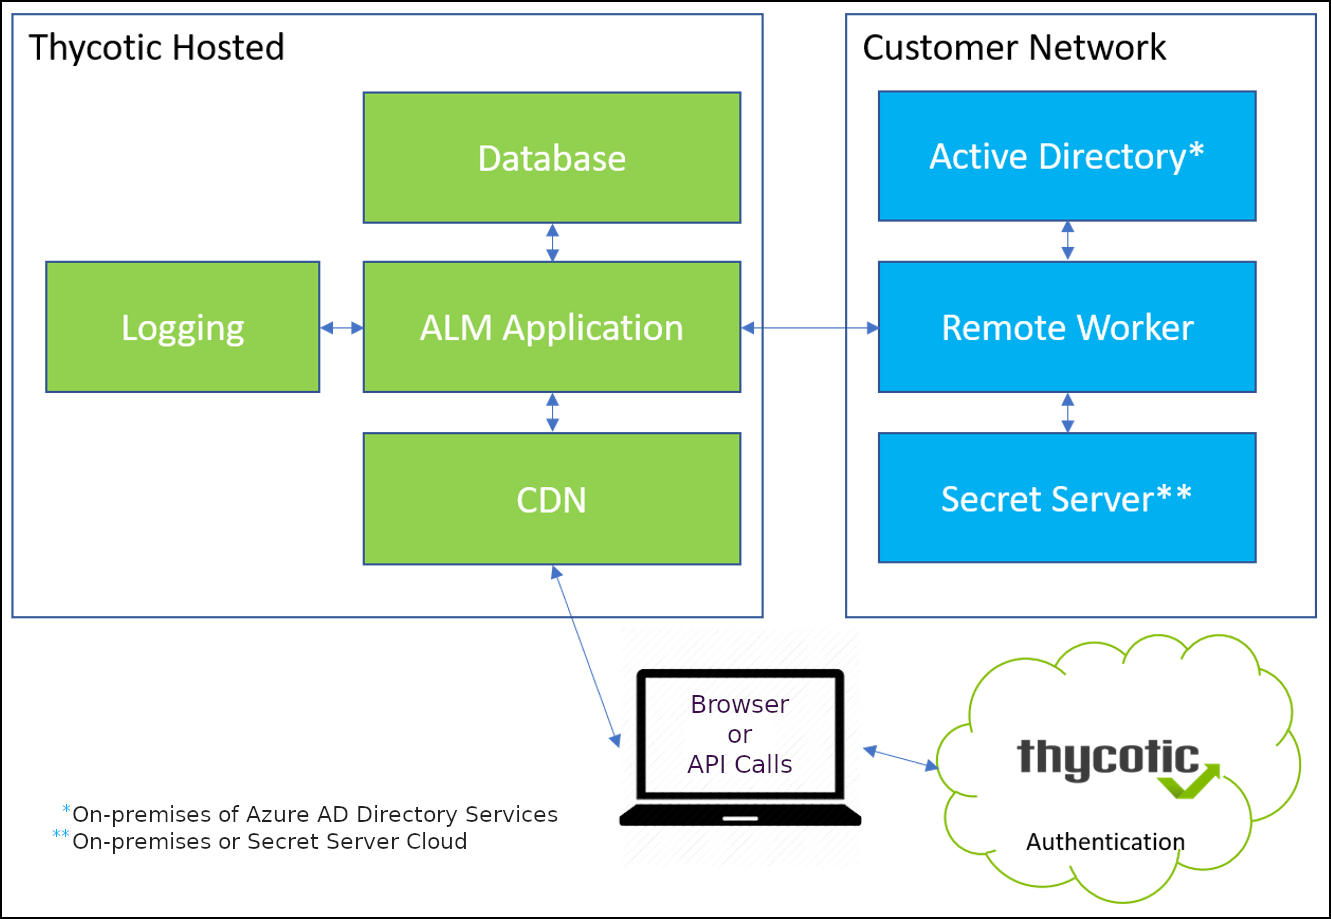 Thycotic Hosted
Customer Network
Database
Active Directory*
Logging
ALM Application
Remote Worker
CDN
Secret Server**
Browser
or
API Calls
thycotic
Authentication
*On-premises of Azure AD Directory Services
**On-premises or Secret Server Cloud